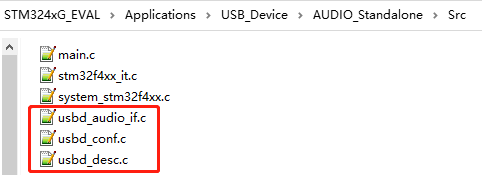 STM324xG_EVAL > Applications > USB_Device > AUDIO_Standalone > Src
main.c
stm32f4xx_it.c
system_stm32f4xx.c
usbd_audio_if.c
usbd_conf.c
usbd_desc.c